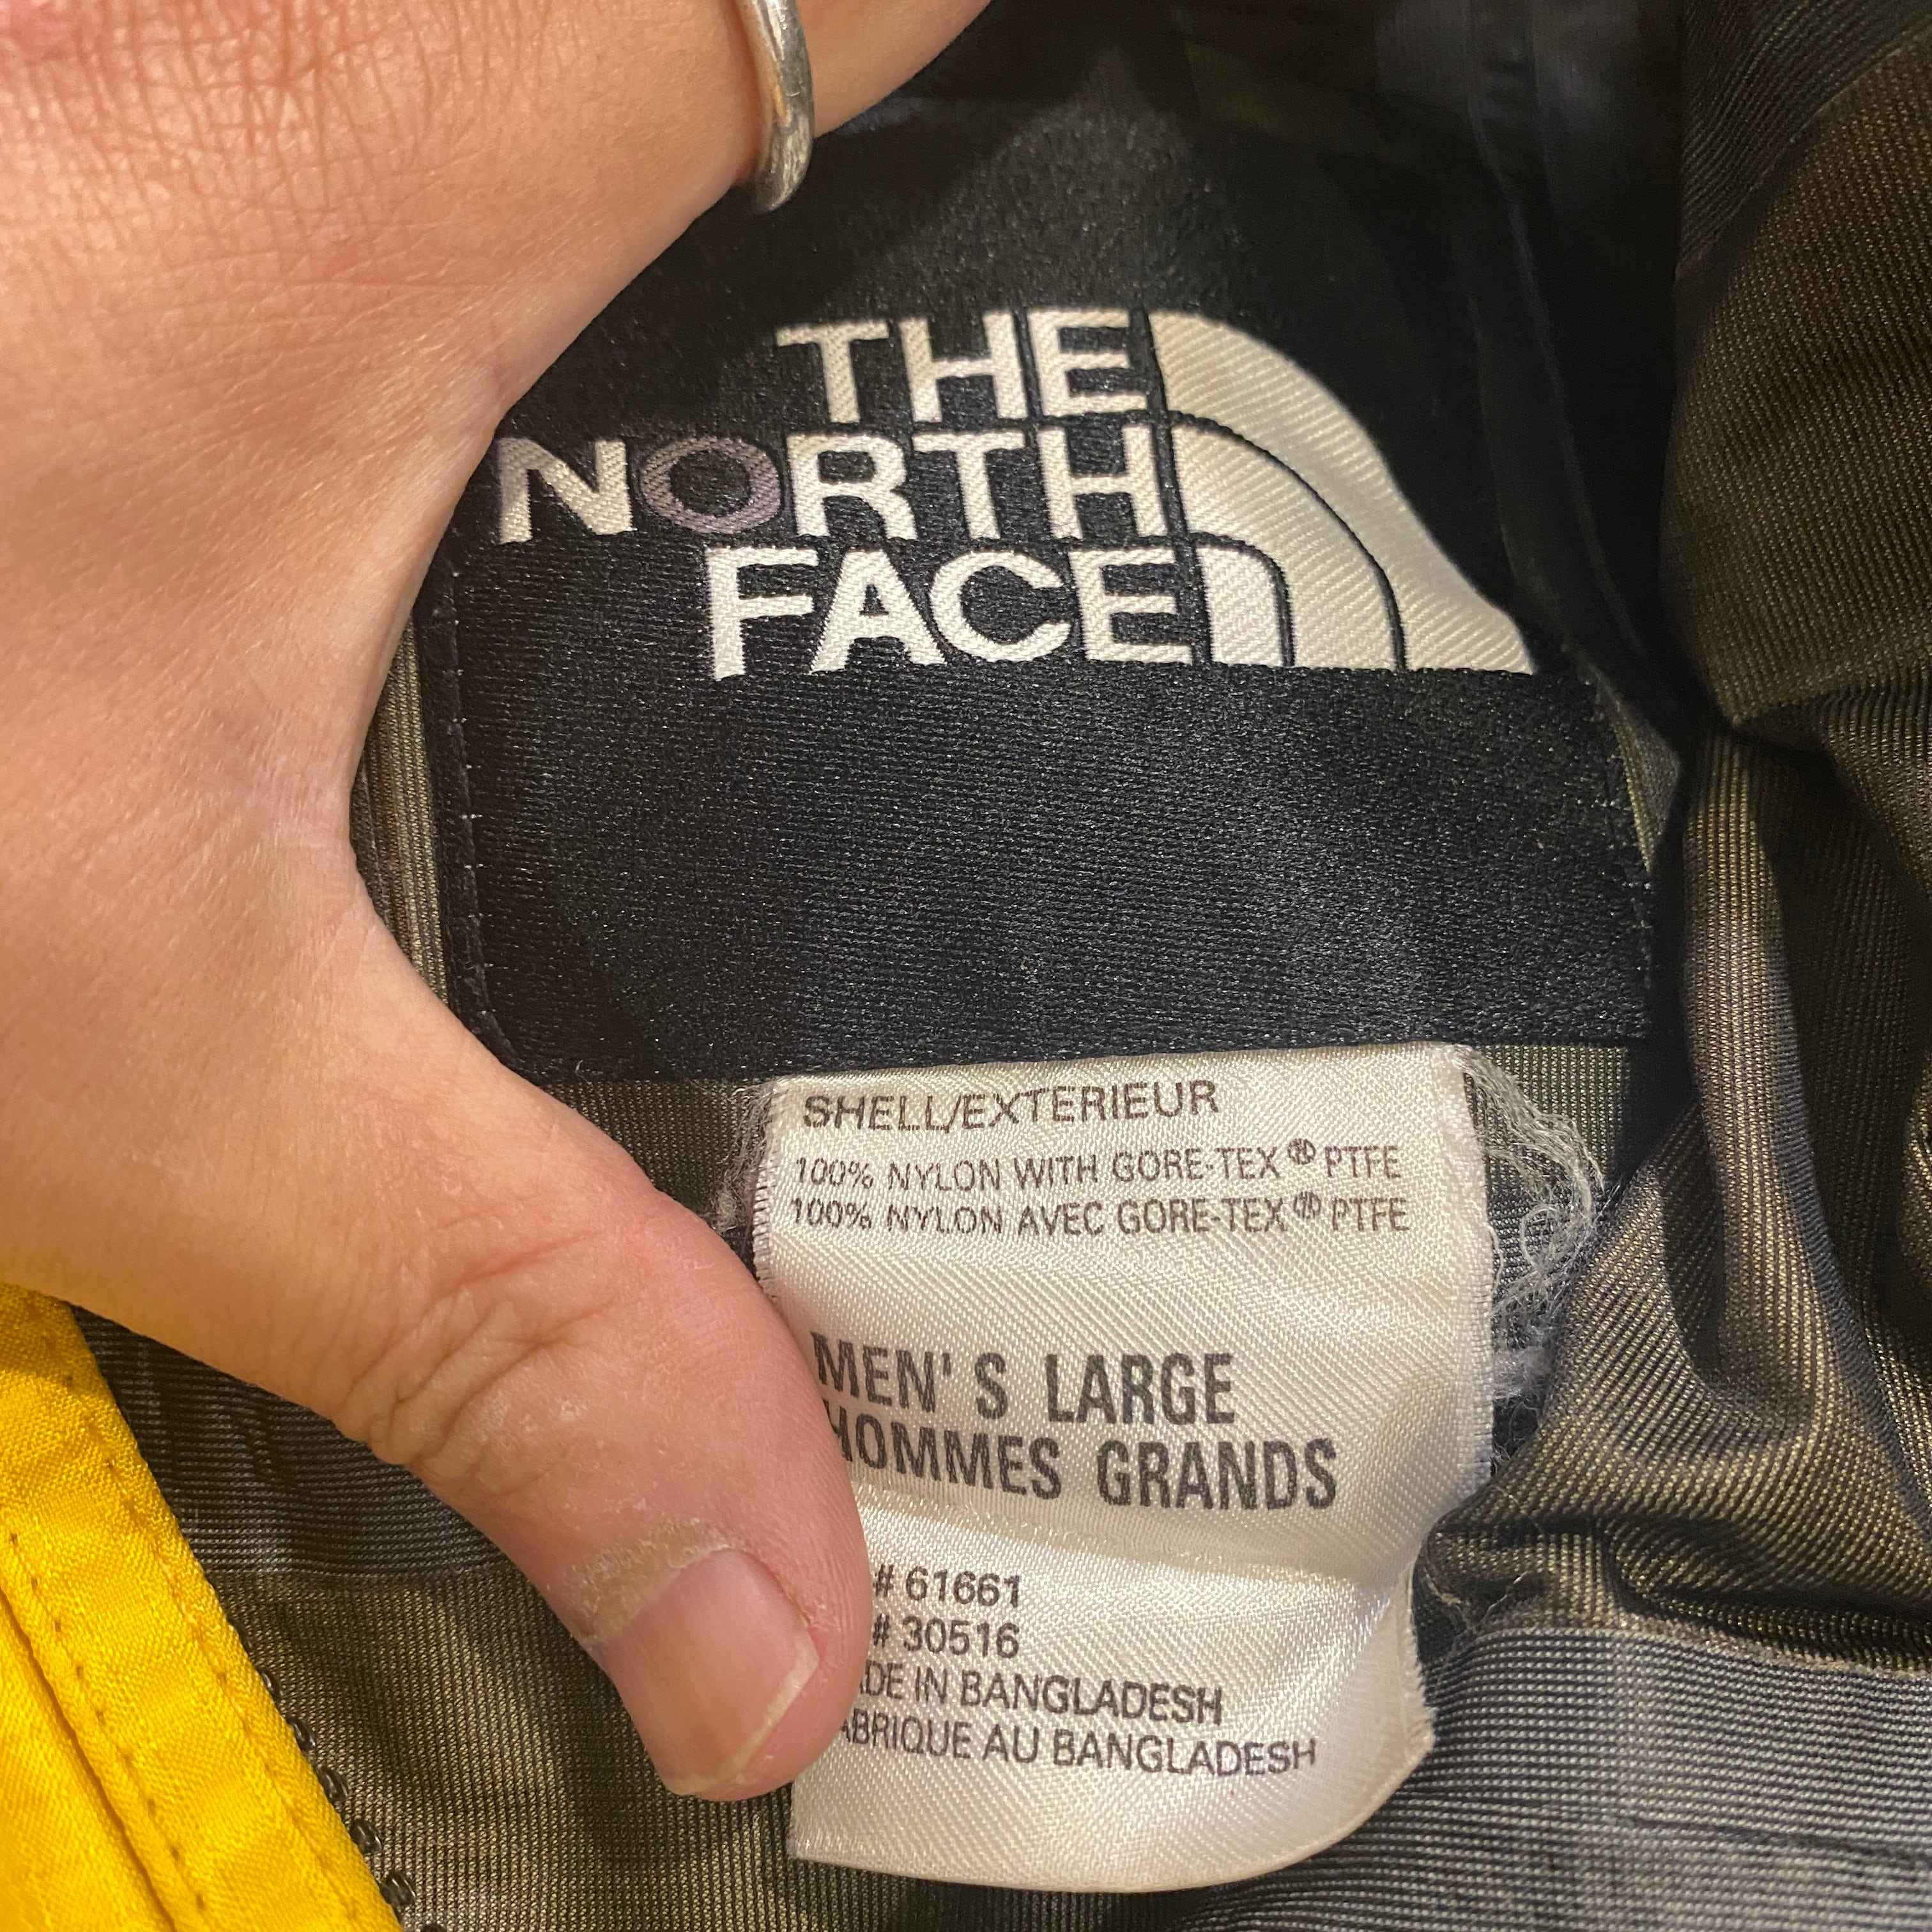 THE
NORTH
FACE
SHELL/EXTERIEUR
100% NYLON WITH GORE-TEX® PTFE
100% NYLON AVEC GORE-TEX® PTFE
MEN'S LARGE
HOMMES GRANDS
# 61661
# 30516
ADE IN BANGLADESH
ABRIQUE AU BANGLADESH